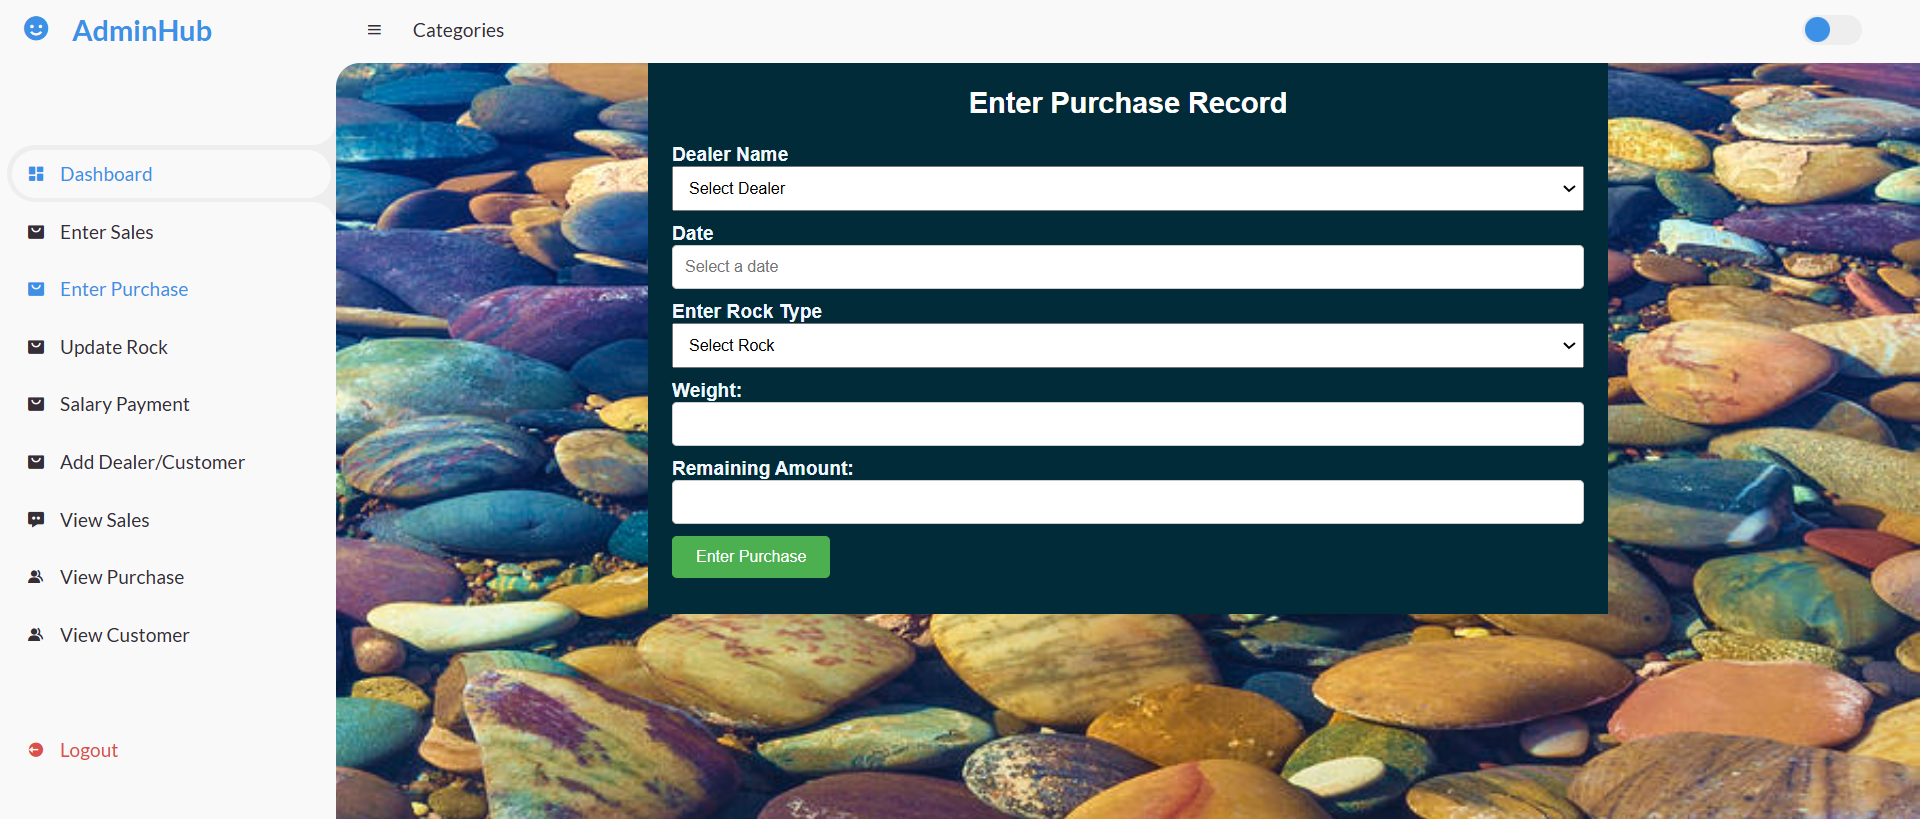 AdminHub
Categories
Dashboard
Enter Sales
Enter Purchase
Update Rock
Salary Payment
Add Dealer/Customer
View Sales
View Purchase
View Customer
Logout
Enter Purchase Record
Dealer Name
Select Dealer
Date
Select a date
Enter Rock Type
Select Rock
Weight:
Remaining Amount:
Enter Purchase